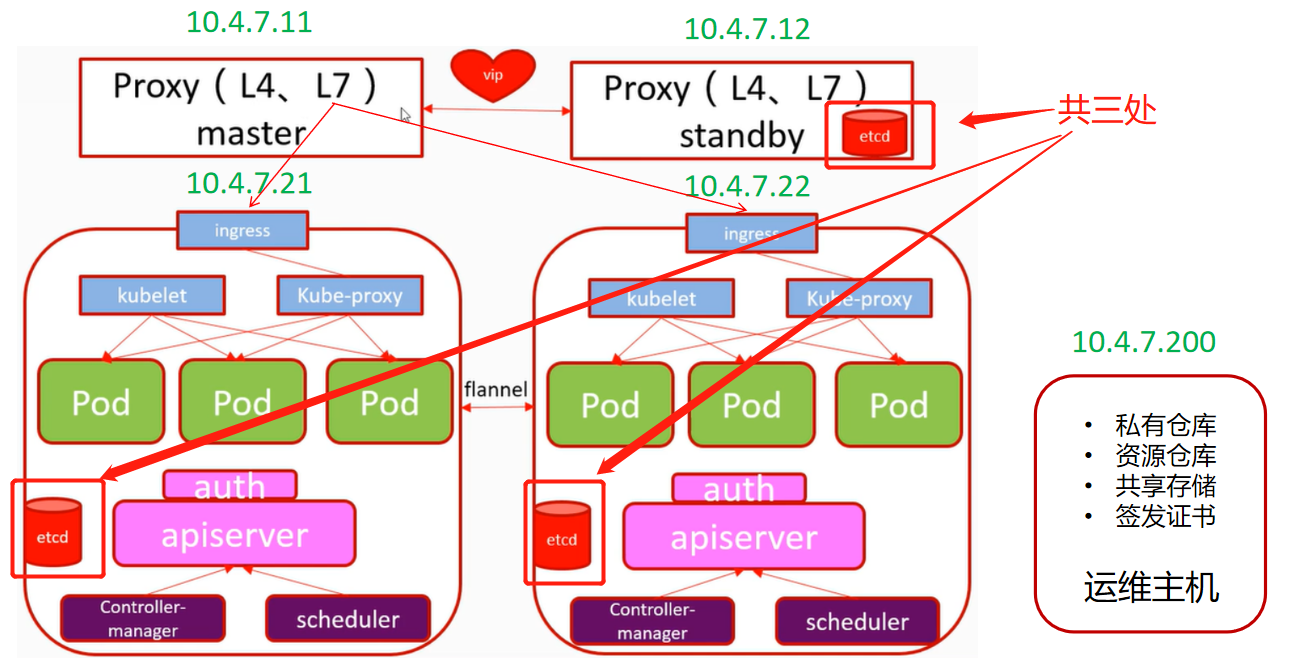 10.4.7.11
10.4.7.12
Proxy ( L4、 L7 )
master
vip
Proxy ( L4、 L7 )
standby
etcd
共三处
10.4.7.21
10.4.7.22
ingress
ingress
kubelet
Kube-proxy
kubelet
Kube-proxy
Pod
Pod
Pod
flannel
Pod
Pod
Pod
10.4.7.200
• 私有仓库
• 资源仓库
• 共享存储
• 签发证书
运维主机
auth
apiserver
etcd
auth
apiserver
etcd
Controller-
manager
scheduler
Controller-
manager
scheduler